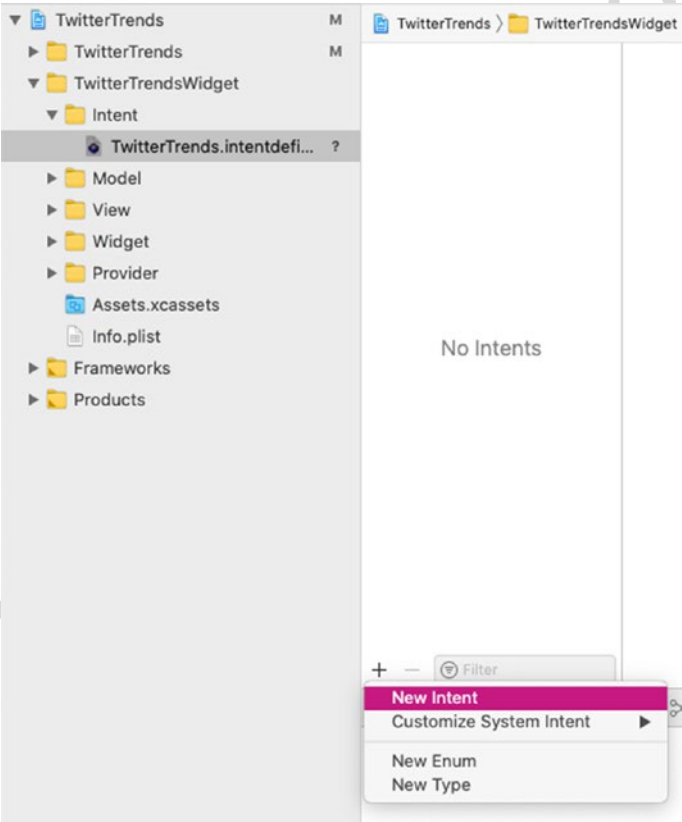 TwitterTrends M
TwitterTrends M
TwitterTrendsWidget
Intent
TwitterTrends.intentdefi... ?
Model
View
Widget
Provider
Assets.xcassets
Info.plist
Frameworks
Products
TwitterTrends 〉 TwitterTrendsWidget
No Intents
+ — Filter
New Intent
Customize System Intent
New Enum
New Type